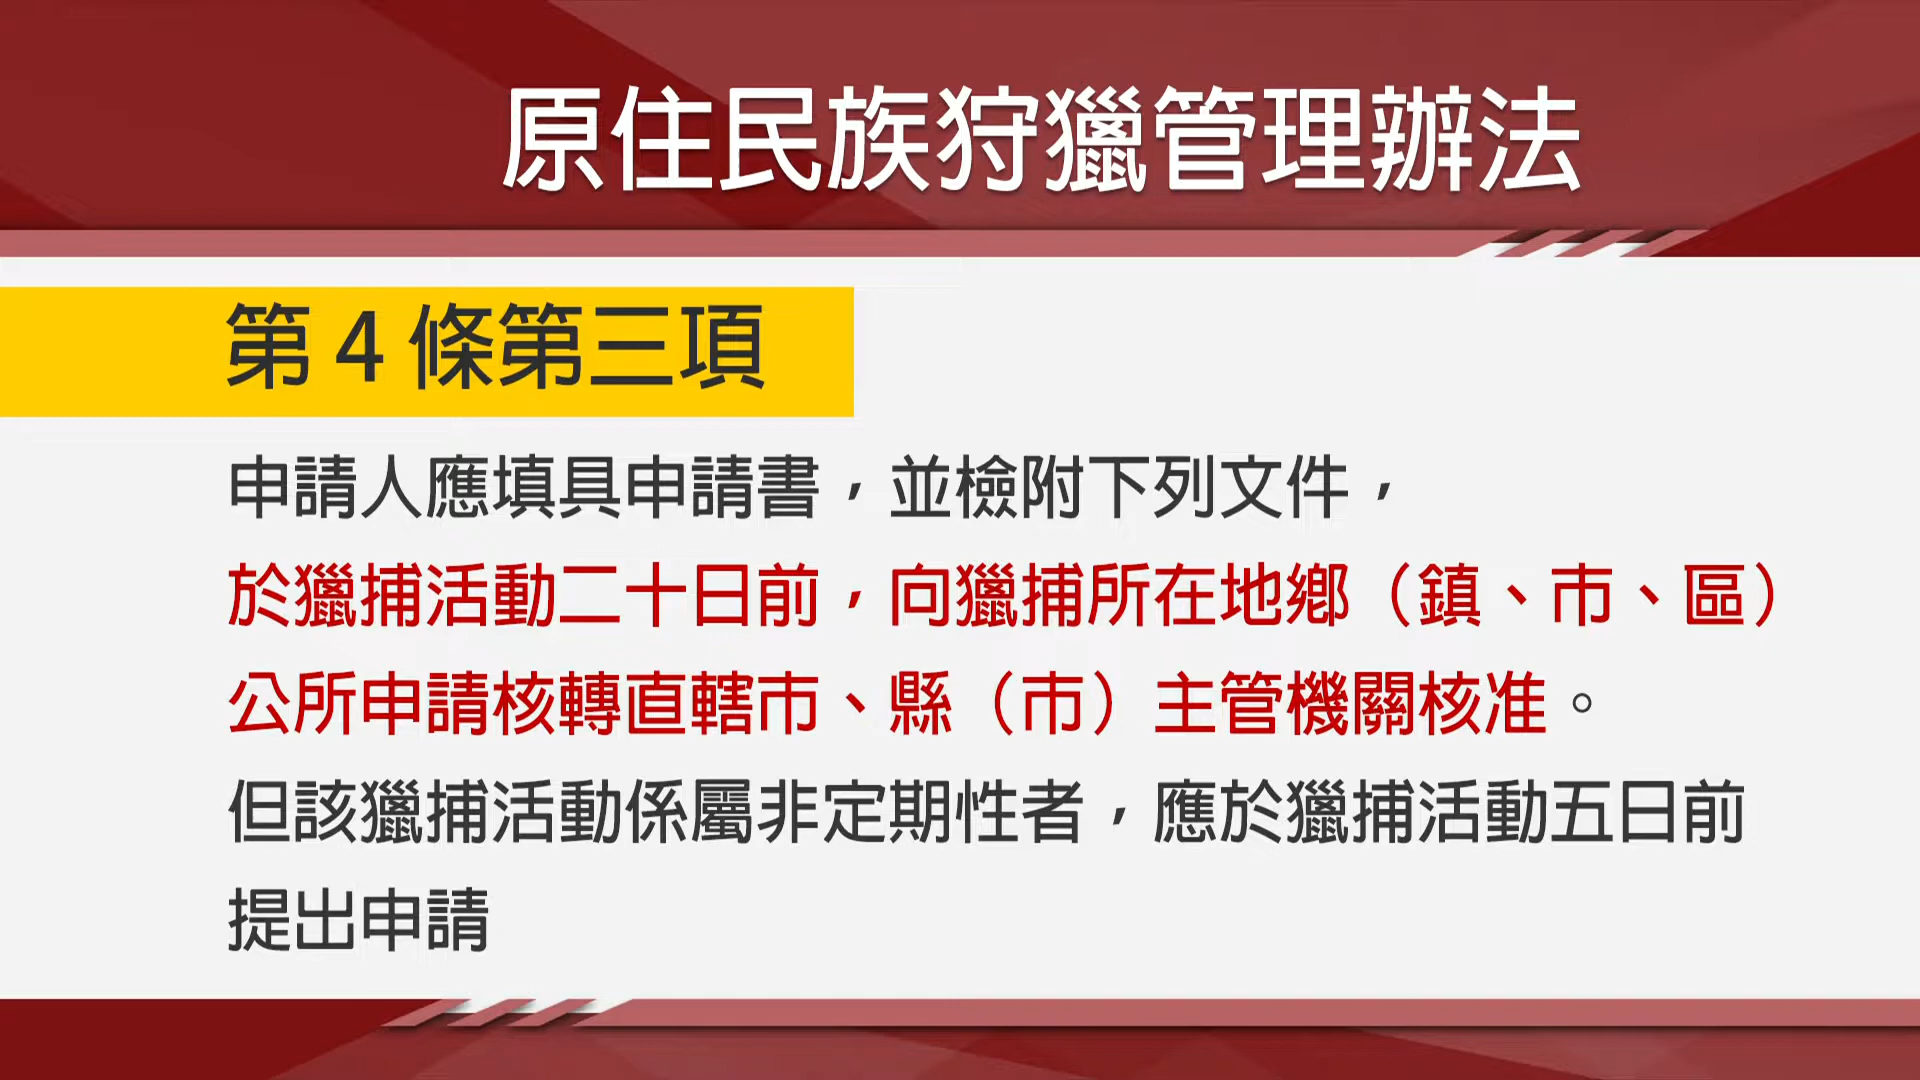 原住民族狩獵管理辦法
第4條第三項
申請人應填具申請書，並檢附下列文件，
於獵捕活動二十日前，向獵捕所在地鄉（鎮、市、區）
公所申請核轉直轄市、縣（市）主管機關核准。
但該獵捕活動係屬非定期性者，應於獵捕活動五日前
提出申請